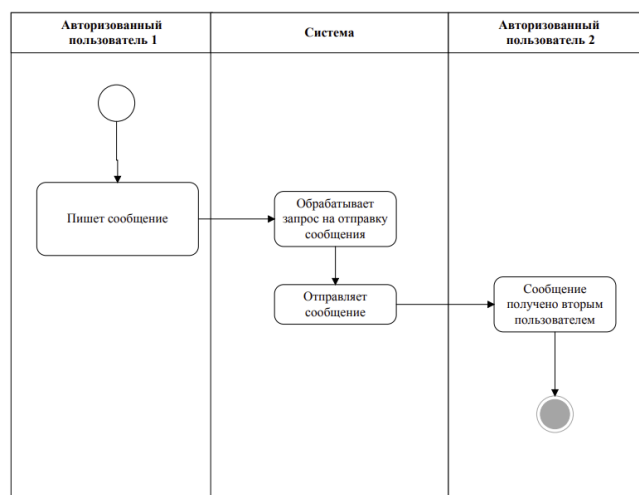 Авторизованный
пользователь 1
Система
Авторизованный
пользователь 2
Пишет сообщение
Обрабатывает
запрос на отправку
сообщения
Отправляет
сообщение
Сообщение
получено вторым
пользователем